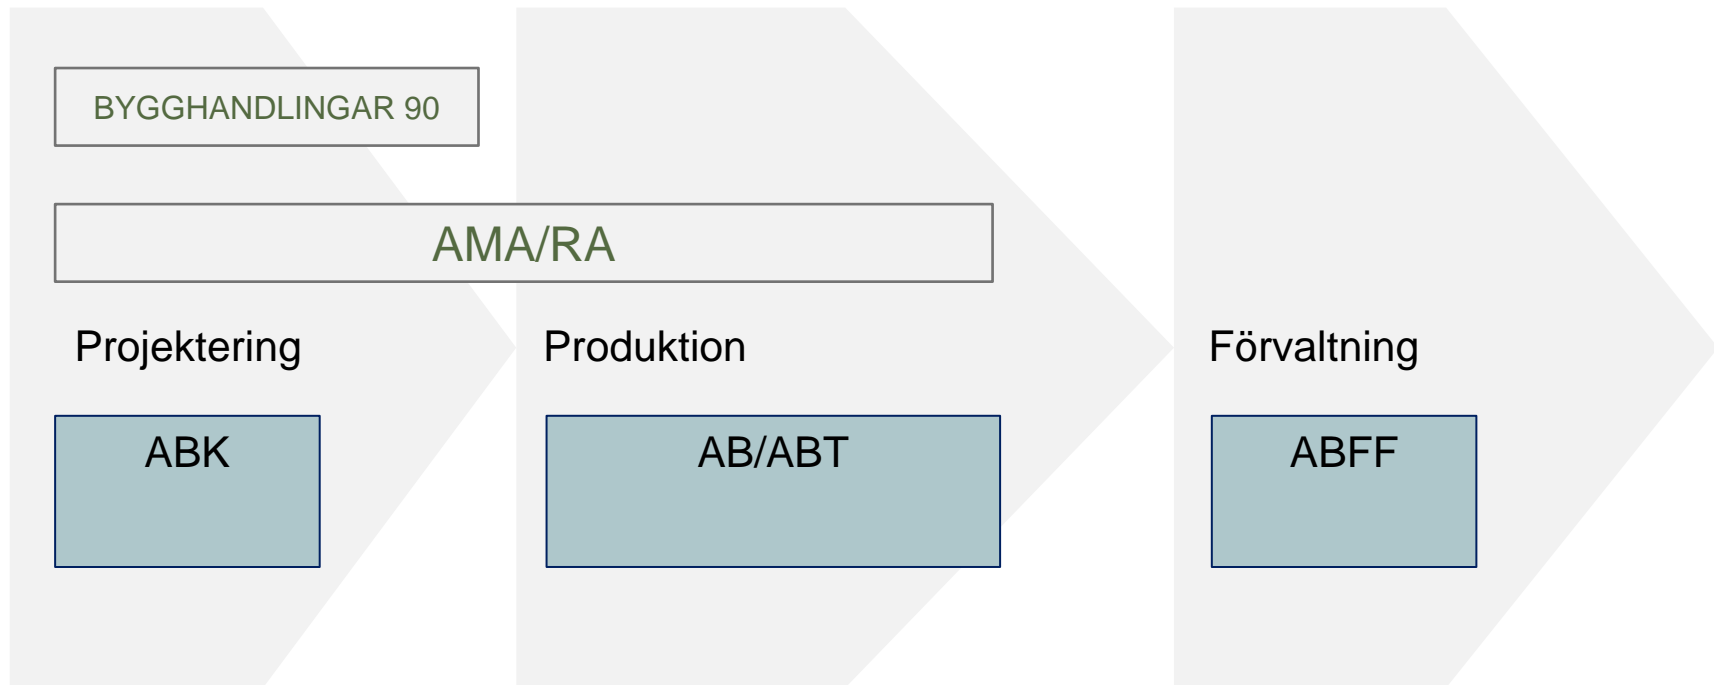 BYGGHANDLINGAR 90
AMA/RA
Projektering
Produktion
Förvaltning
ABK
AB/ABT
ABFF